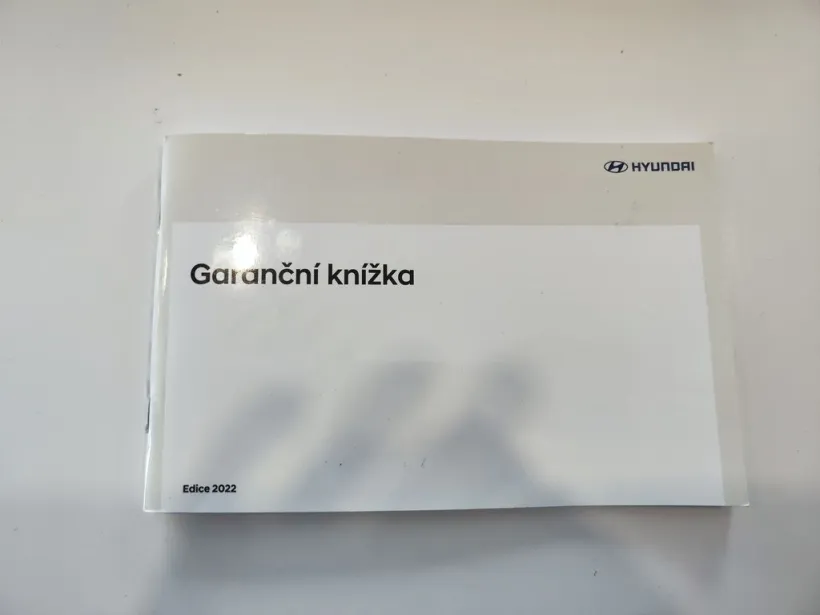 HYUNDAI
Garanční knížka
Edice 2022